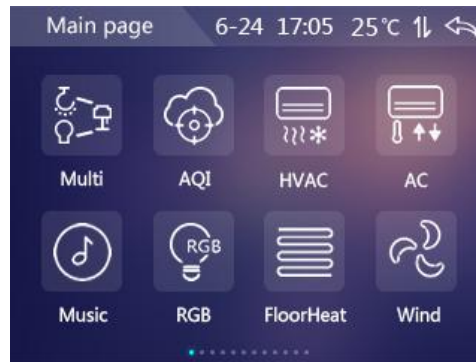 Main page 6-24 17:05 25℃
Multi AQI HVAC AC
RGB
Music RGB FloorHeat Wind